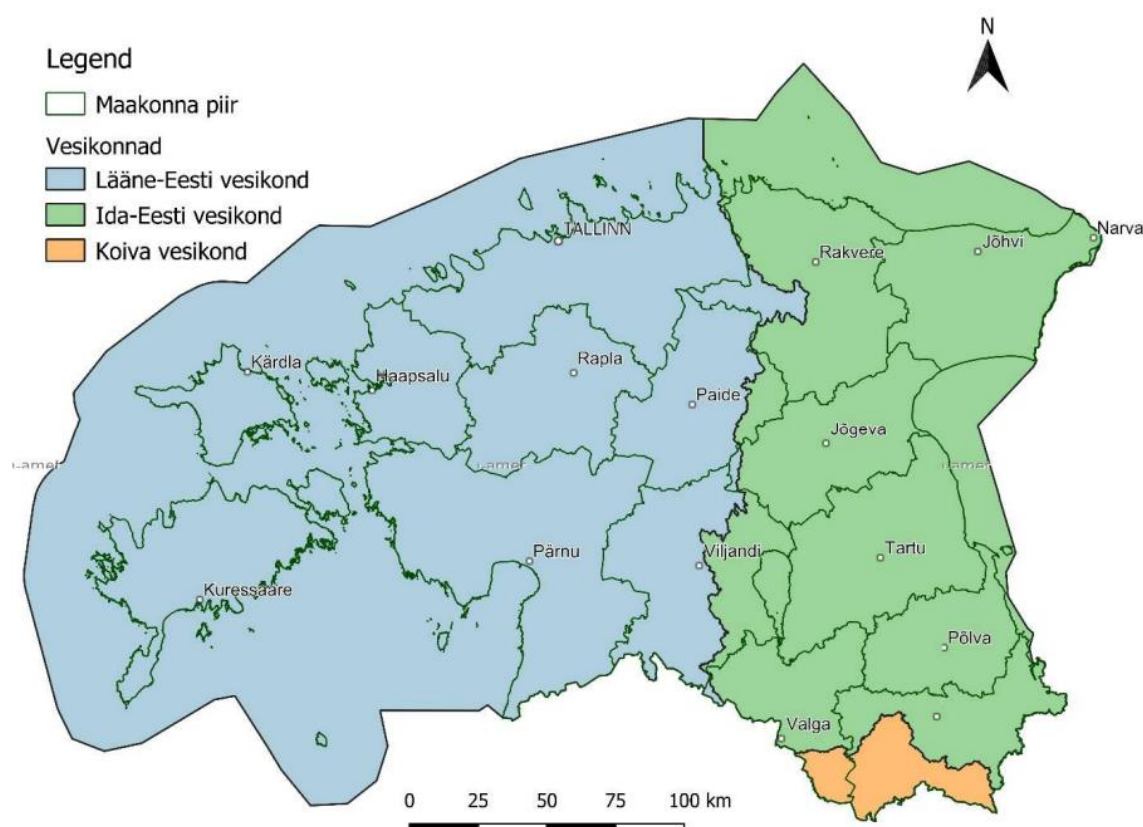 N
Legend
Maakonna piir
Vesikonnad
Lääne-Eesti vesikond
Ida-Eesti vesikond
Koiva vesikond
TALLINN
Narva
Jõhvi
Rakvere
Kärdla
Haapsalu
Rapla
Paide
Jõgeva
Pärnu
Viljandi
Tartu
Kuressaare
Põlva
Valga
0 25 50 75 100 km